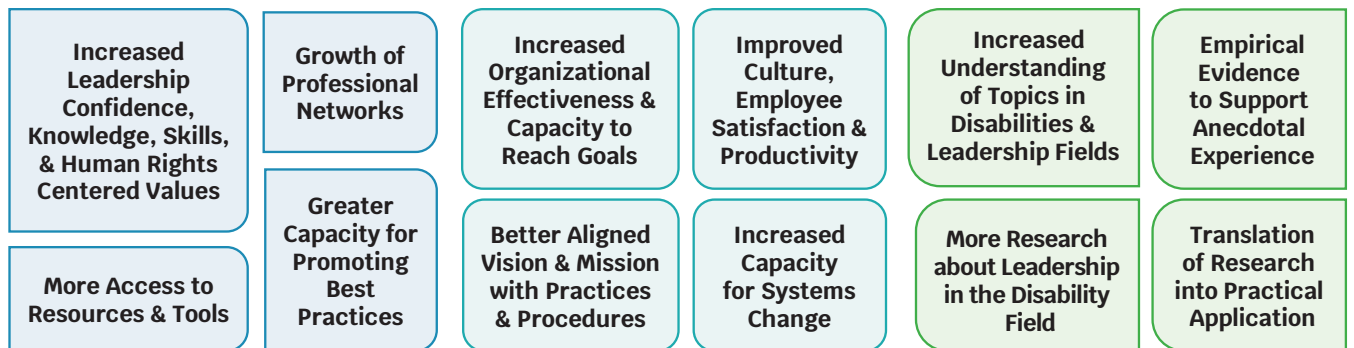 Increased
Leadership
Confidence,
Knowledge, Skills,
& Human Rights
Centered Values
More Access to
Resources & Tools
Growth of
Professional
Networks
Greater
Capacity for
Promoting
Best
Practices
Increased
Organizational
Effectiveness &
Capacity to
Reach Goals
Improved
Culture,
Employee
Satisfaction &
Productivity
Better Aligned
Vision & Mission
with Practices
& Procedures
Increased
Capacity
for Systems
Change
Increased
Understanding
of Topics in
Disabilities &
Leadership Fields
Empirical
Evidence
to Support
Anecdotal
Experience
More Research
about Leadership
in the Disability
Field
Translation
of Research
into Practical
Application